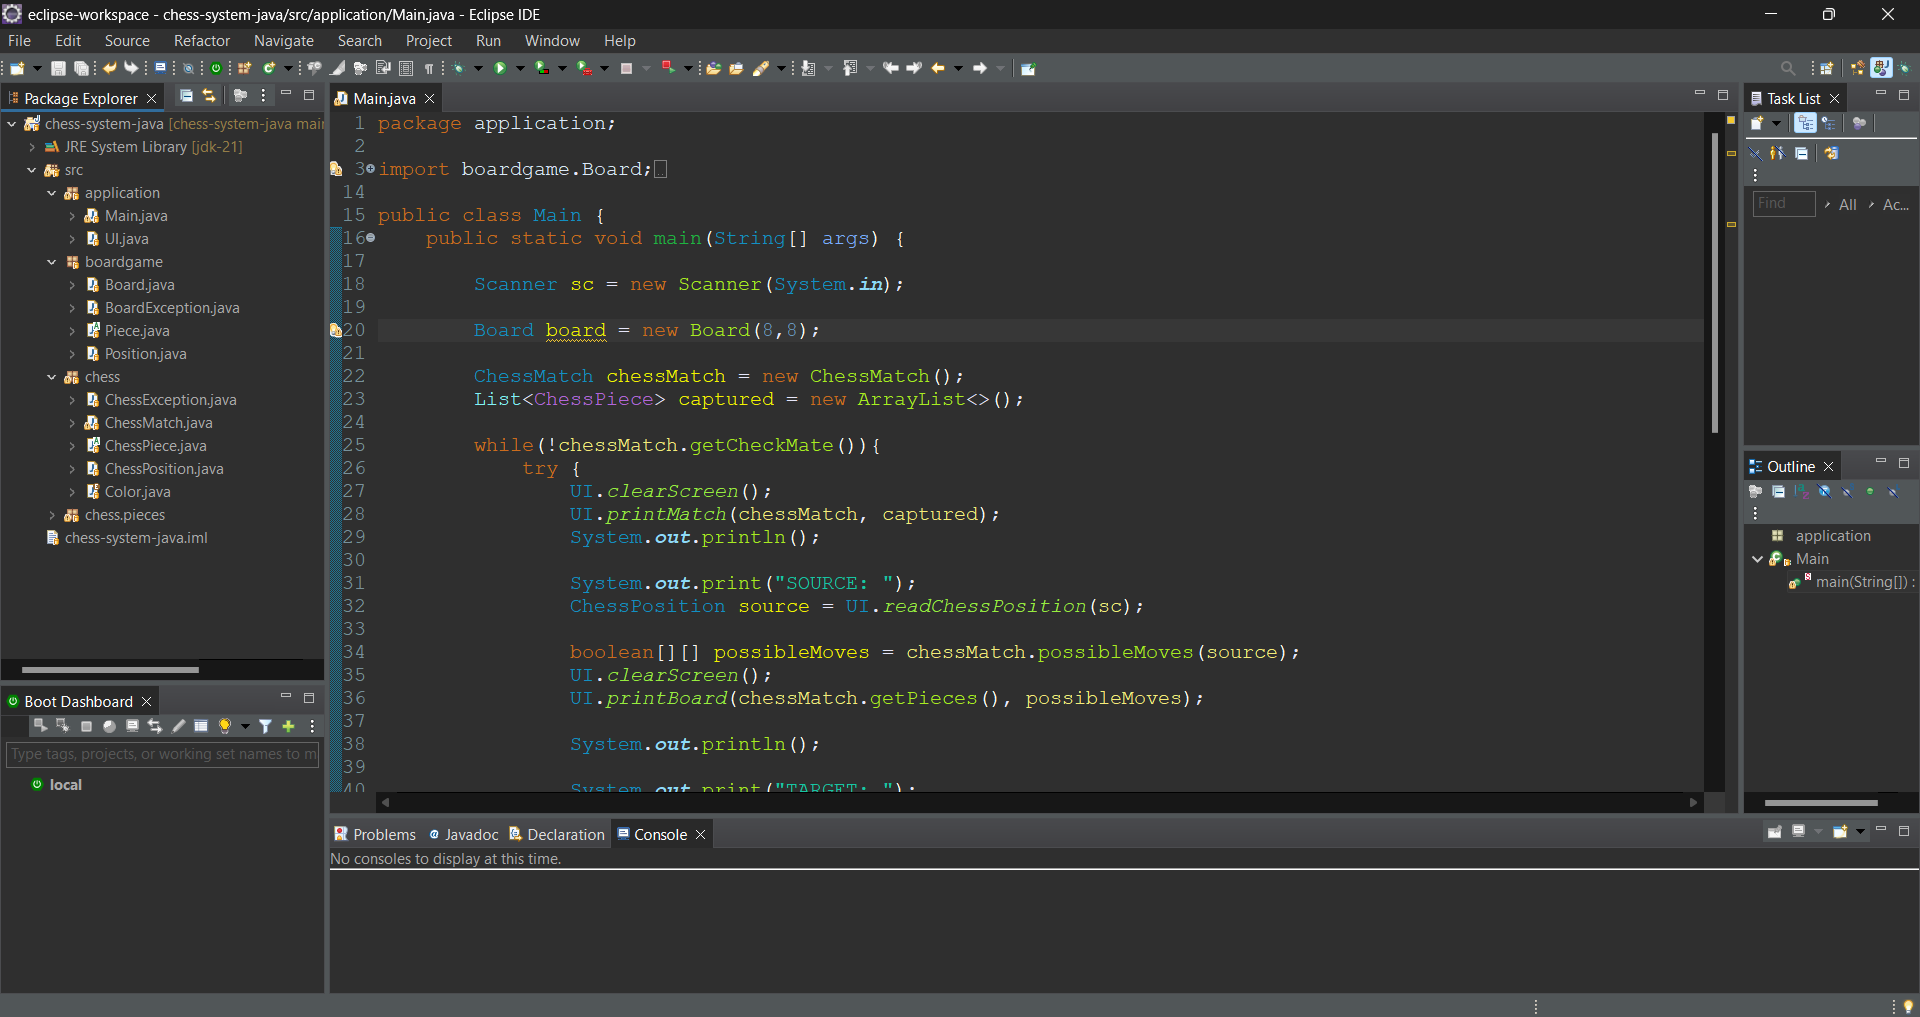 eclipse-workspace - chess-system-java/src/application/Main.java - Eclipse IDE
File Edit Source Refactor Navigate Search Project Run Window Help
Package Explorer
chess-system-java [chess-system-java mai
JRE System Library [jdk-21]
src
application
Main.java
UI.java
boardgame
Board.java
BoardException.java
Piece.java
Position.java
chess
ChessException.java
ChessMatch.java
ChessPiece.java
ChessPosition.java
Color.java
chess.pieces
chess-system-java.iml
Boot Dashboard
Type tags, projects, or working set names to m
local
Main.java
1 package application;
2
3 import boardgame.Board;
14
15 public class Main {
16 public static void main(String[] args) {
17
18 Scanner sc = new Scanner(System.in);
19
20 Board board = new Board(8,8);
21
22 ChessMatch chessMatch = new ChessMatch();
23 List<ChessPiece> captured = new ArrayList<>();
24
25 while(!chessMatch.getCheckMate()){
26 try {
27 UI.clearScreen();
28 UI.printMatch(chessMatch, captured);
29 System.out.println();
30
31 System.out.print("SOURCE: ");
32 ChessPosition source = UI.readChessPosition(sc);
33
34 boolean[][] possibleMoves = chessMatch.possibleMoves(source);
35 UI.clearScreen();
36 UI.printBoard(chessMatch.getPieces(), possibleMoves);
37
38 System.out.println();
39
40 System.out.print("TARGET: ");
Problems Javadoc Declaration Console
No consoles to display at this time.
Task List
Find All Ac...
Outline
application
Main
main(String[]) :